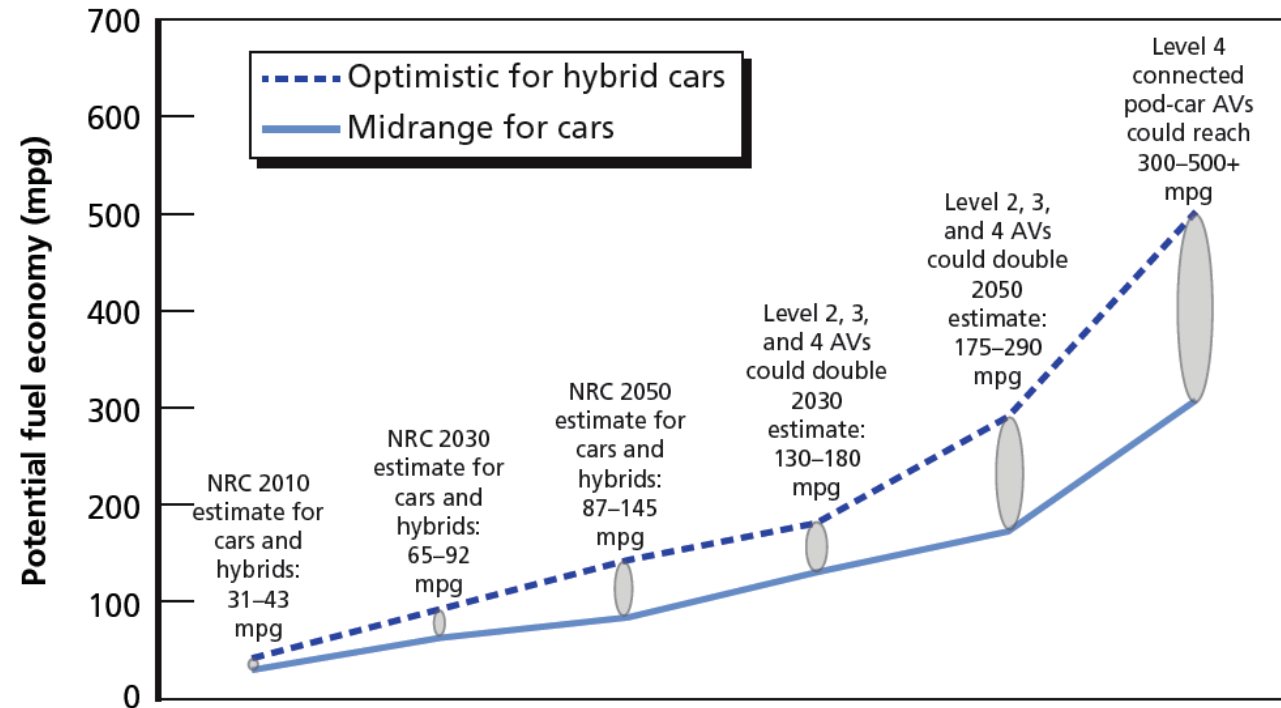 Potential fuel economy (mpg)
700
600
500
400
300
200
100
0
Optimistic for hybrid cars
Midrange for cars
NRC 2010
estimate for
cars and
hybrids:
31–43
mpg
NRC 2030
estimate for
cars and
hybrids:
65–92
mpg
NRC 2050
estimate for
cars and
hybrids:
87–145
mpg
Level 2, 3,
and 4 AVs
could double
2030
estimate:
130–180
mpg
Level 2, 3,
and 4 AVs
could double
2050
estimate:
175–290
mpg
Level 4
connected
pod-car AVs
could reach
300–500+
mpg